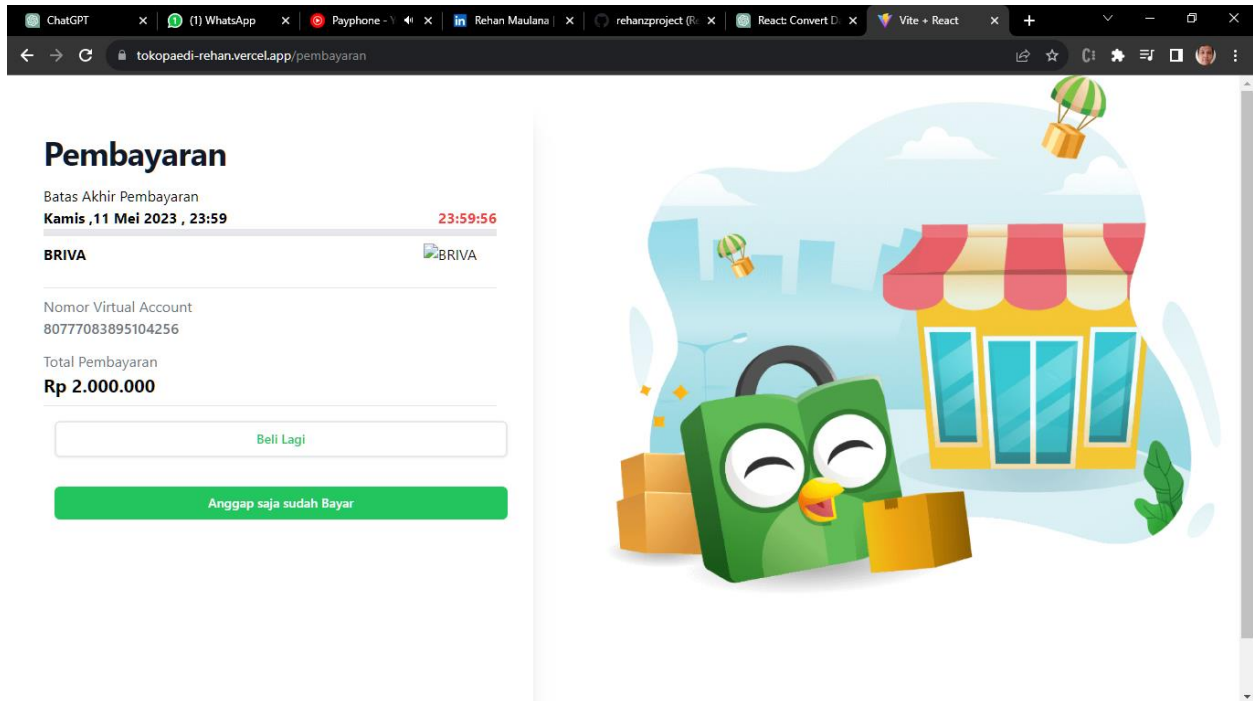 ChatGPT
(1) WhatsApp
Payphone - Y
Rehan Maulana |
rehanzproject (Re
React: Convert D
Vite + React
tokopaedi-rehan.vercel.app/pembayaran
Pembayaran
Batas Akhir Pembayaran
Kamis ,11 Mei 2023 , 23:59
23:59:56
BRIVA
BRIVA
Nomor Virtual Account
80777083895104256
Total Pembayaran
Rp 2.000.000
Beli Lagi
Anggap saja sudah Bayar